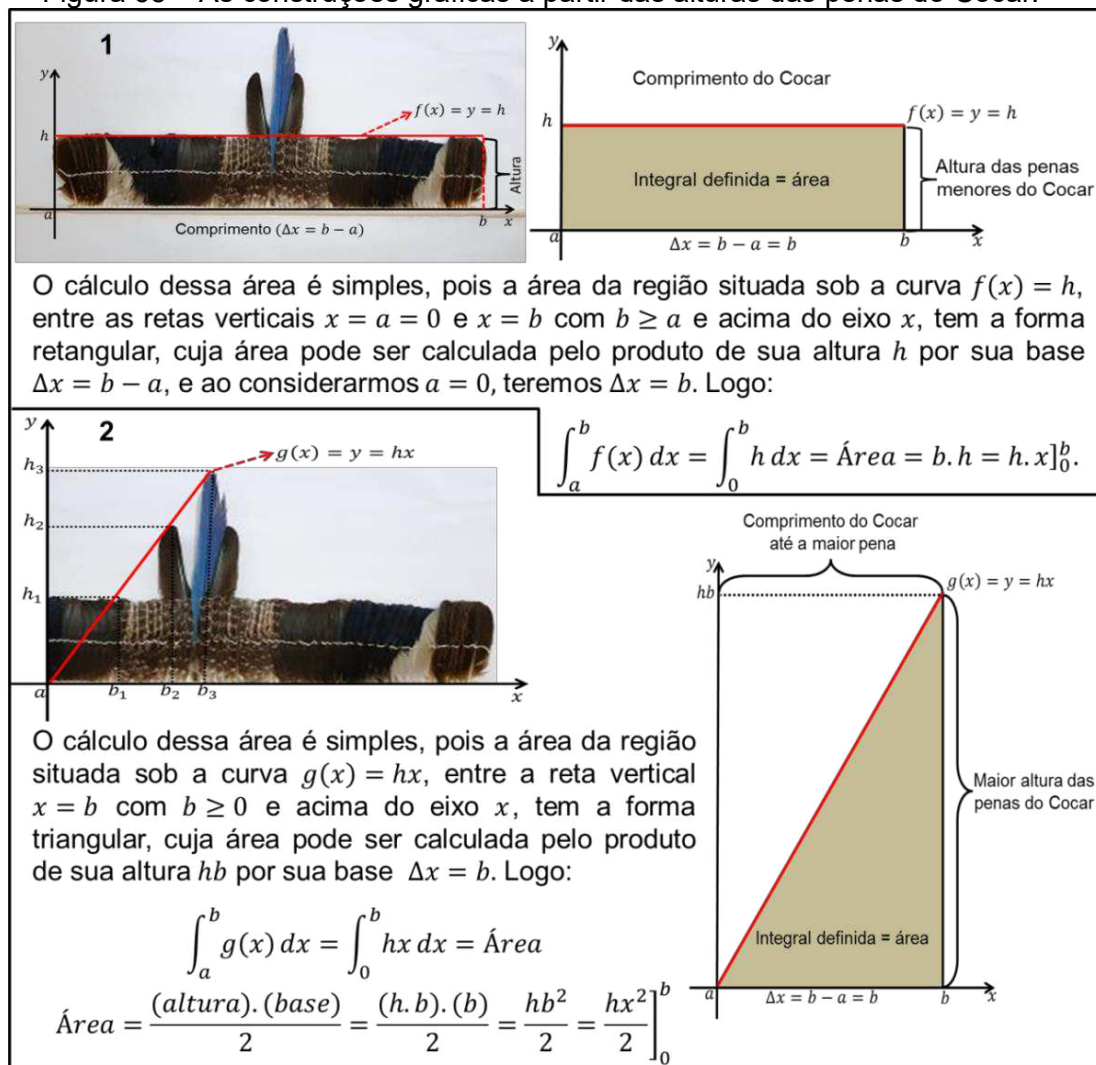 Figura 68 – As construções gráficas a partir das alturas das penas do Cocar.
1
y
h
f(x) = y = h
Altura
a
Comprimento (Δx = b − a)
b
x
y
Comprimento do Cocar
h
f(x) = y = h
Integral definida = área
Altura das penas
menores do Cocar
a
Δx = b − a = b
b
x
O cálculo dessa área é simples, pois a área da região situada sob a curva f(x) = h,
entre as retas verticais x = a = 0 e x = b com b ≥ a e acima do eixo x, tem a forma
retangular, cuja área pode ser calculada pelo produto de sua altura h por sua base
Δx = b − a, e ao considerarmos a = 0, teremos Δx = b. Logo:
∫ₐᵇ f(x) dx = ∫₀ᵇ h dx = Área = b. h = h. x]₀ᵇ.
2
y
h₃
g(x) = y = hx
h₂
h₁
a
b₁
b₂
b₃
x
O cálculo dessa área é simples, pois a área da região
situada sob a curva g(x) = hx, entre a reta vertical
x = b com b ≥ 0 e acima do eixo x, tem a forma
triangular, cuja área pode ser calculada pelo produto
de sua altura hb por sua base Δx = b. Logo:
∫ₐᵇ g(x) dx = ∫₀ᵇ hx dx = Área
Área = (altura). (base)/2 = (h. b). (b)/2 = hb²/2 = hx²/2]₀ᵇ
Comprimento do Cocar
até a maior pena
y
hb
g(x) = y = hx
Maior altura das
penas do Cocar
Integral definida = área
a
Δx = b − a = b
b
x